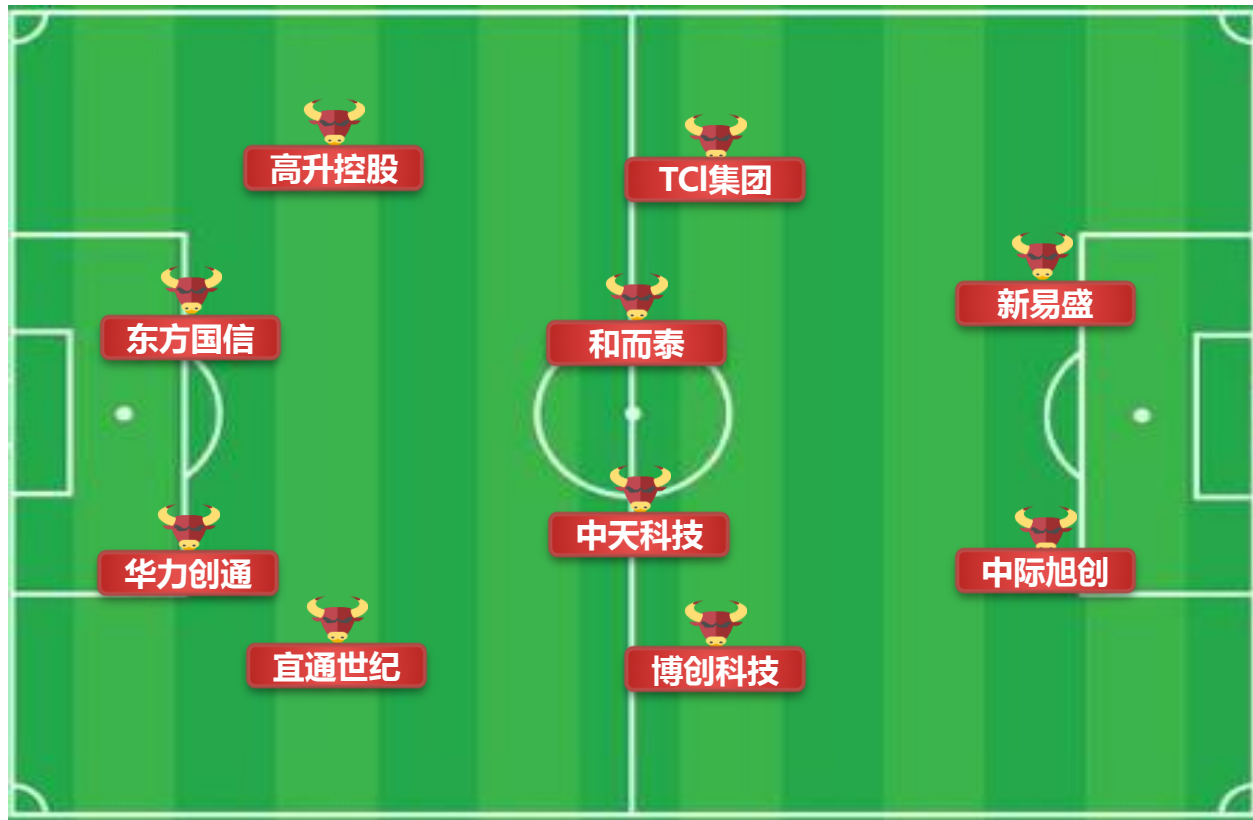 高升控股
TCl集团
新易盛
东方国信
和而泰
中天科技
中际旭创
华力创通
宜通世纪
博创科技